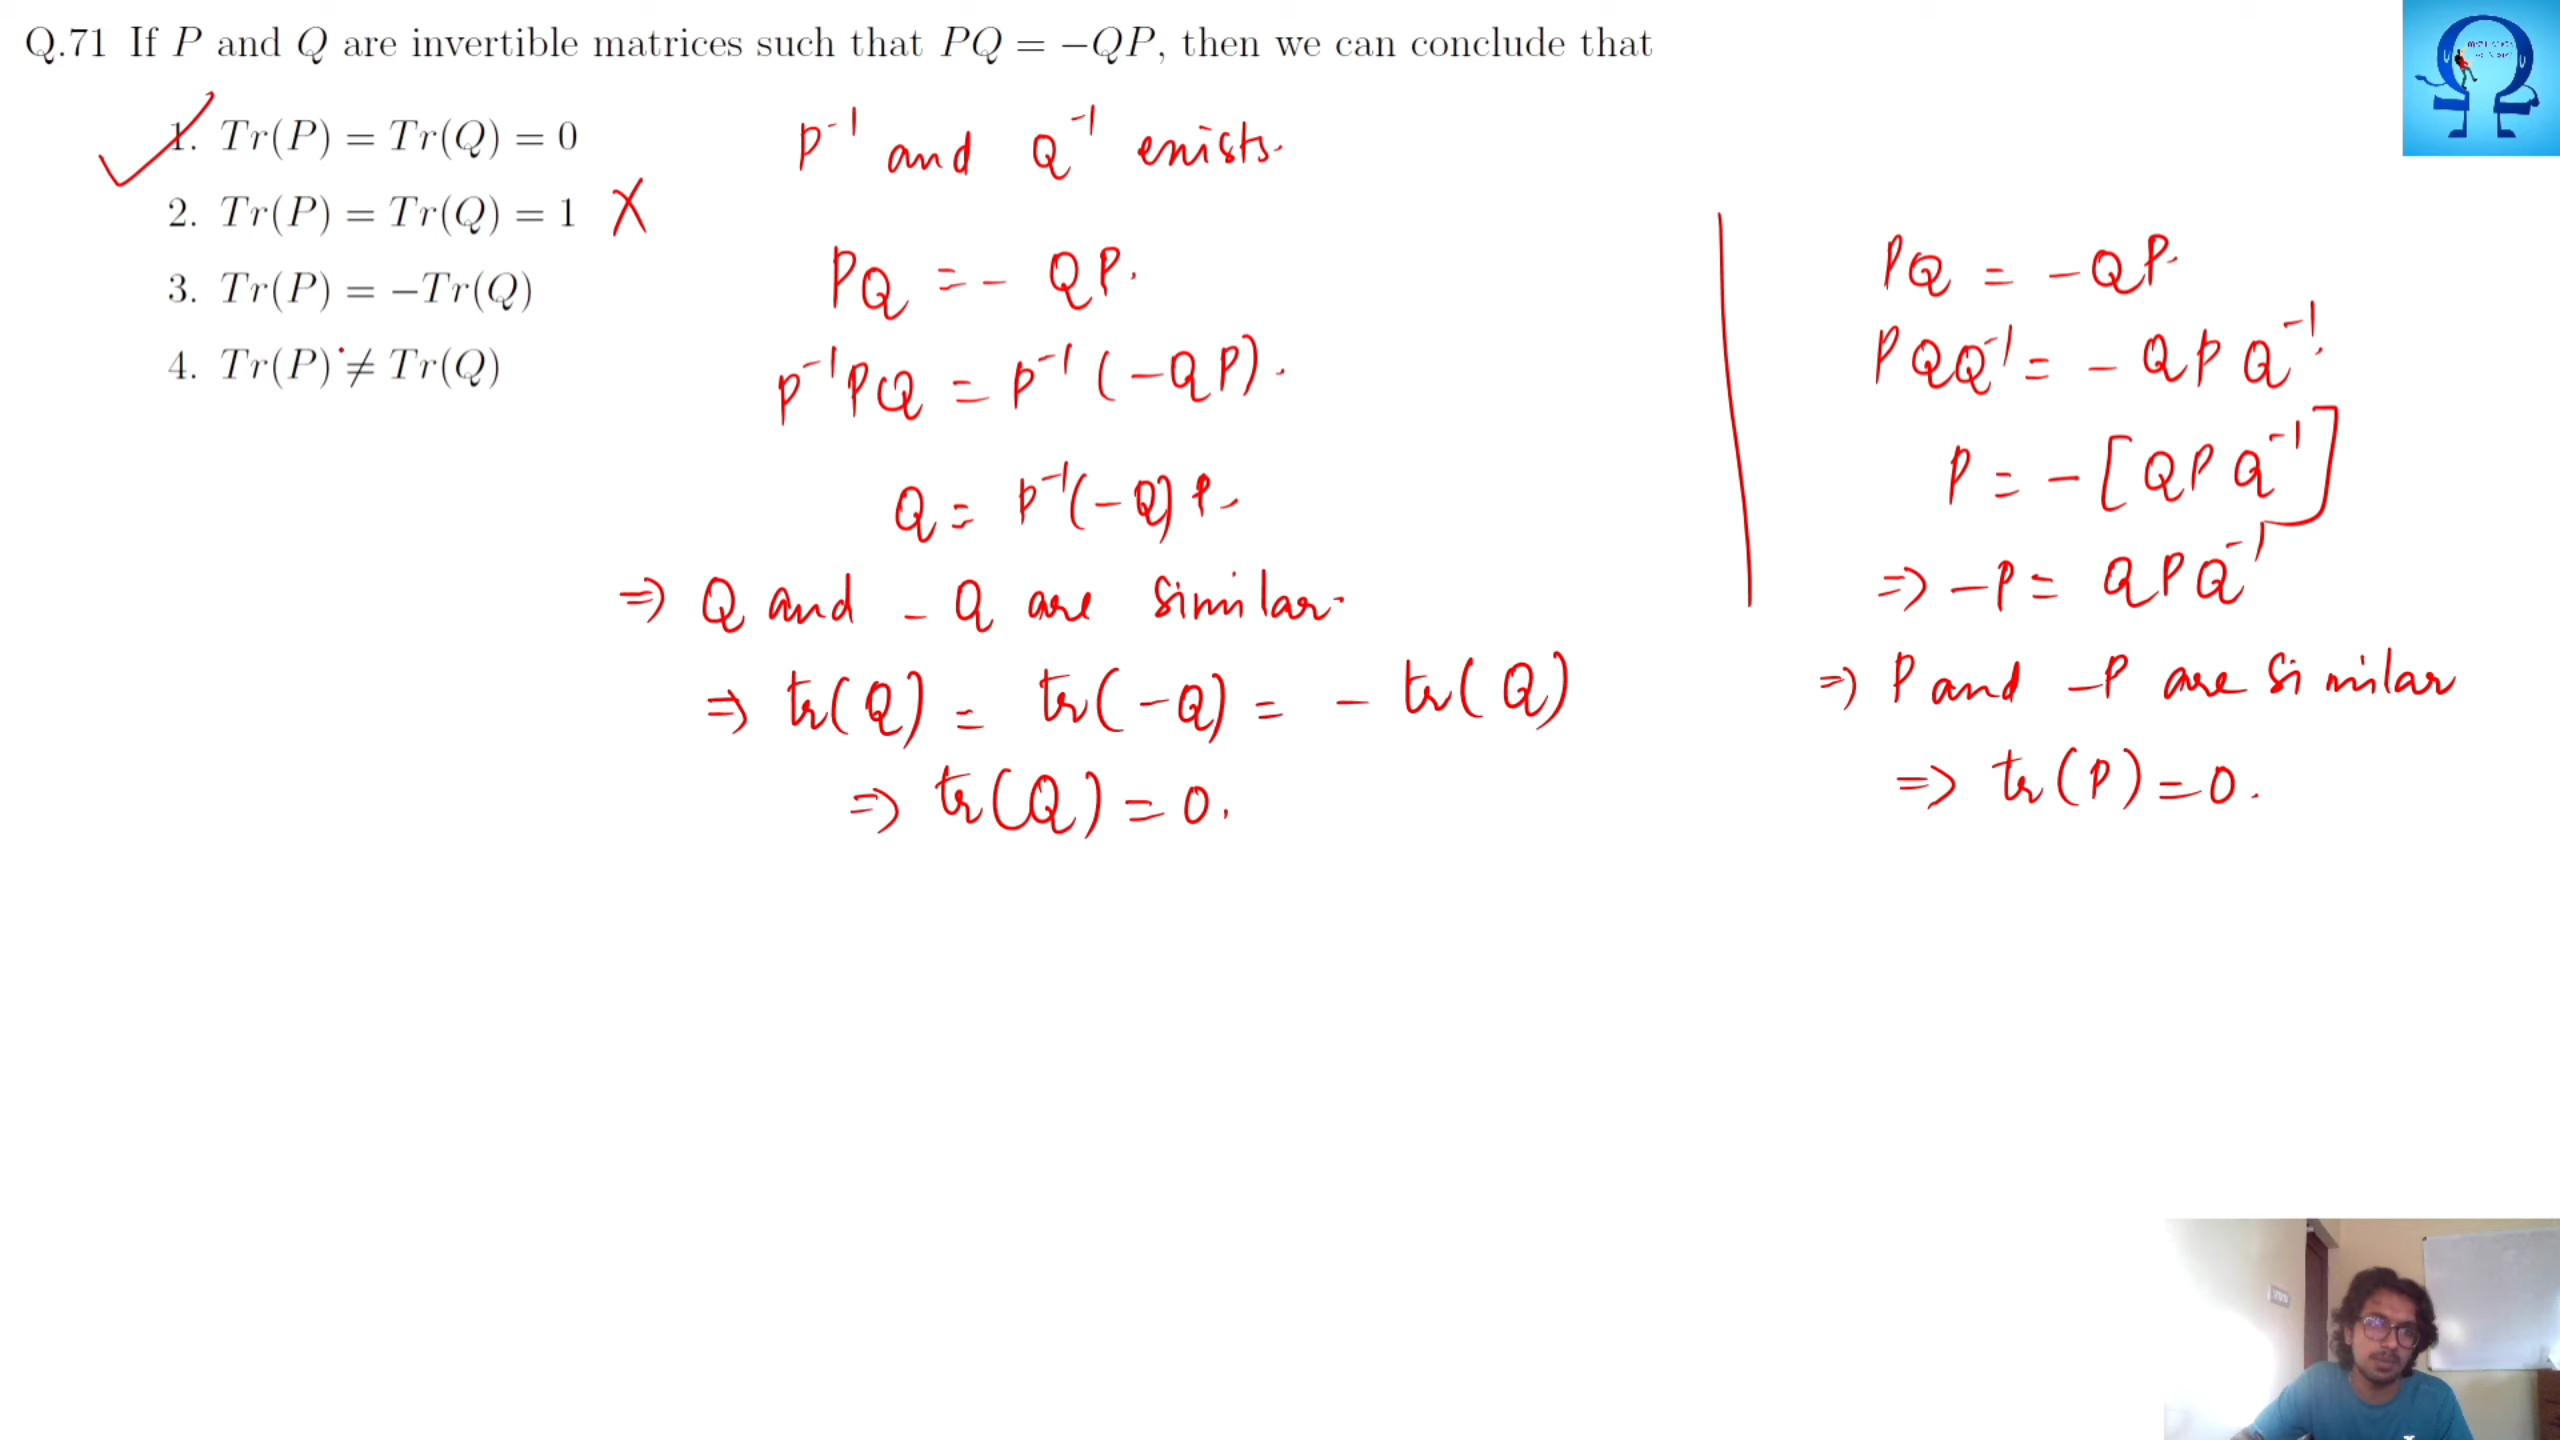 Q.71 If P and Q are invertible matrices such that PQ = −QP, then we can conclude that
1. Tr(P) = Tr(Q) = 0
2. Tr(P) = Tr(Q) = 1 X
3. Tr(P) = −Tr(Q)
4. Tr(P) ≠ Tr(Q)
P⁻¹ and Q⁻¹ exists.
PQ = - QP.
P⁻¹PQ = P⁻¹(-QP).
Q = P⁻¹(-Q)P.
⇒ Q and -Q are similar.
⇒ tr(Q) = tr(-Q) = - tr(Q)
⇒ tr(Q) = 0.
PQ = -QP.
PQQ⁻¹ = - QPQ⁻¹.
P = -[QPQ⁻¹]
⇒ -P = QPQ⁻¹
⇒ P and -P are similar
⇒ tr(P) = 0.